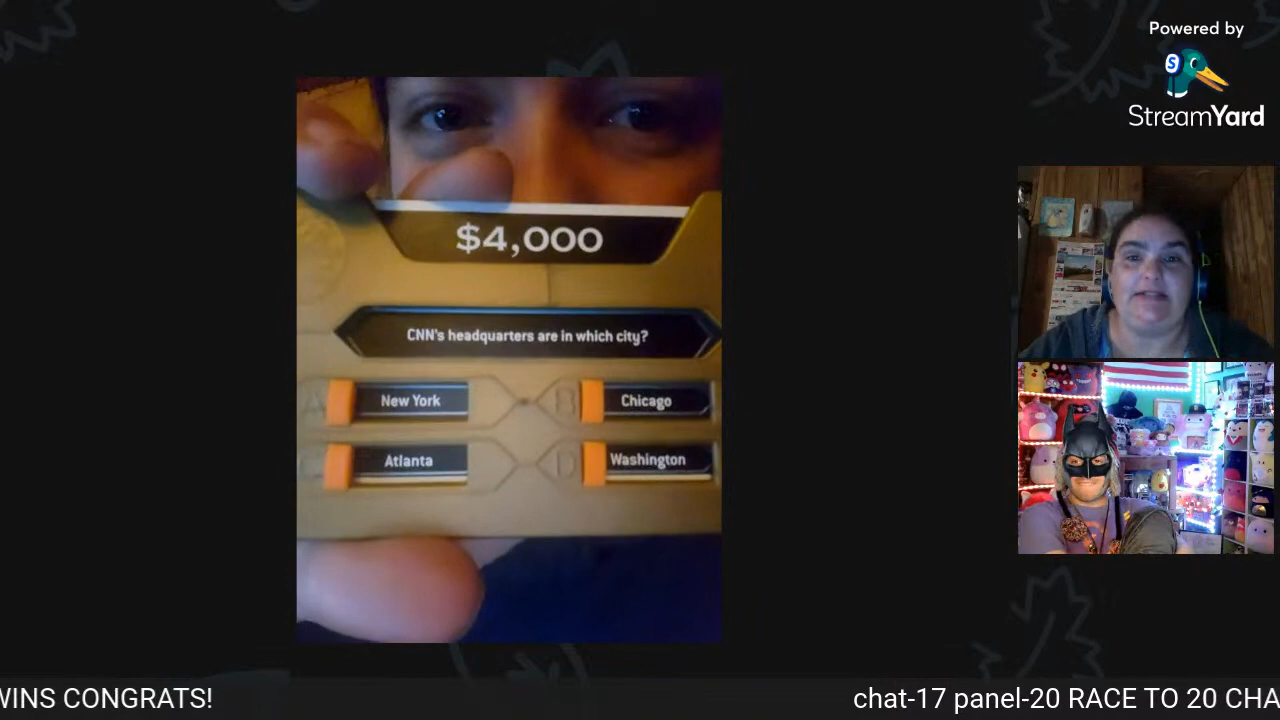 Powered by
StreamYard
$4,000
CNN's headquarters are in which city?
New York
Chicago
Atlanta
Washington
WINS CONGRATS!
chat-17 panel-20 RACE TO 20 CHA